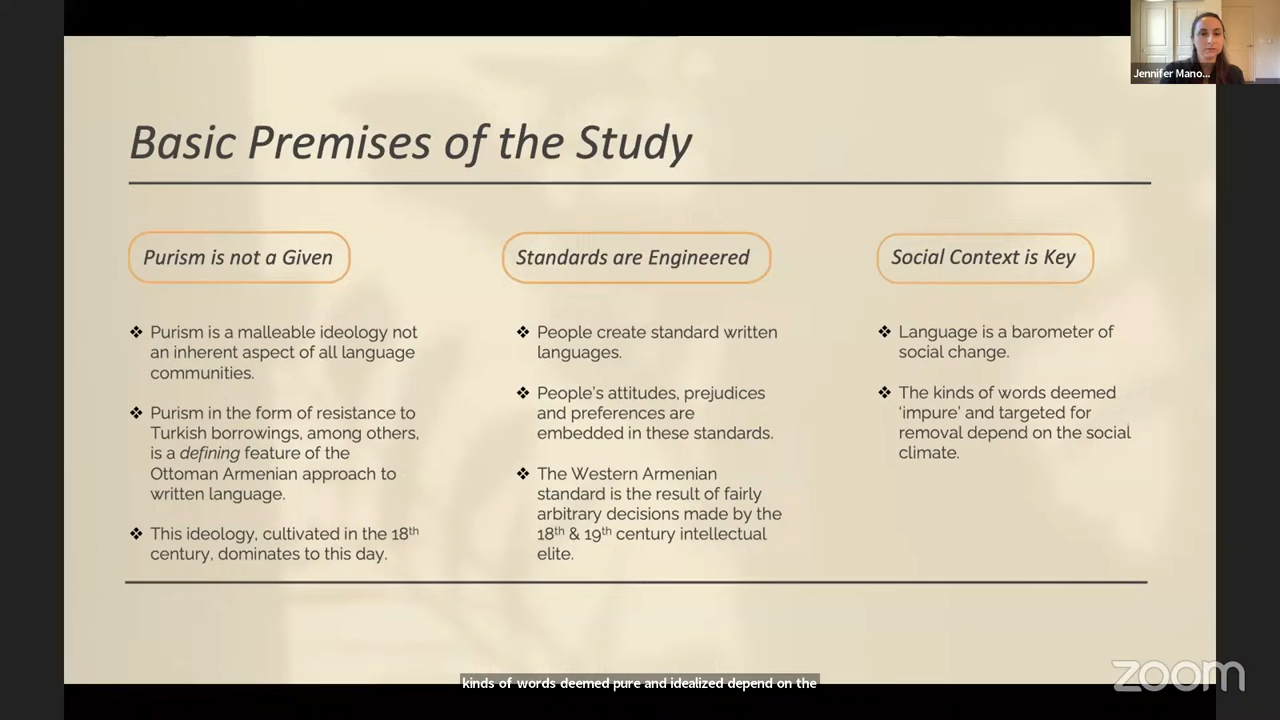 Jennifer Mano...
Basic Premises of the Study
Purism is not a Given
❖ Purism is a malleable ideology not
an inherent aspect of all language
communities.
❖ Purism in the form of resistance to
Turkish borrowings, among others,
is a defining feature of the
Ottoman Armenian approach to
written language.
❖ This ideology, cultivated in the 18th
century, dominates to this day.
Standards are Engineered
❖ People create standard written
languages.
❖ People's attitudes, prejudices
and preferences are
embedded in these standards.
❖ The Western Armenian
standard is the result of fairly
arbitrary decisions made by the
18th & 19th century intellectual
elite.
Social Context is Key
❖ Language is a barometer of
social change.
❖ The kinds of words deemed
'impure' and targeted for
removal depend on the social
climate.
kinds of words deemed pure and idealized depend on the
zoom